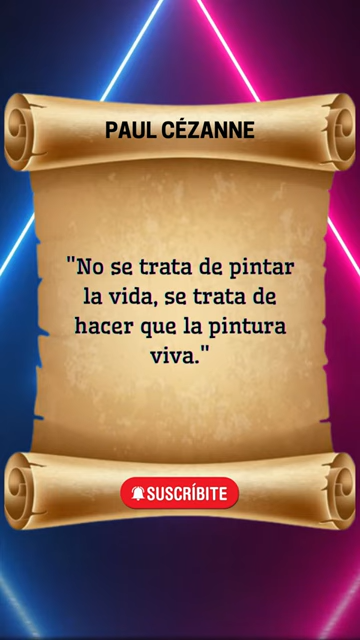 PAUL CÉZANNE
"No se trata de pintar
la vida, se trata de
hacer que la pintura
viva."
SUSCRÍBITE